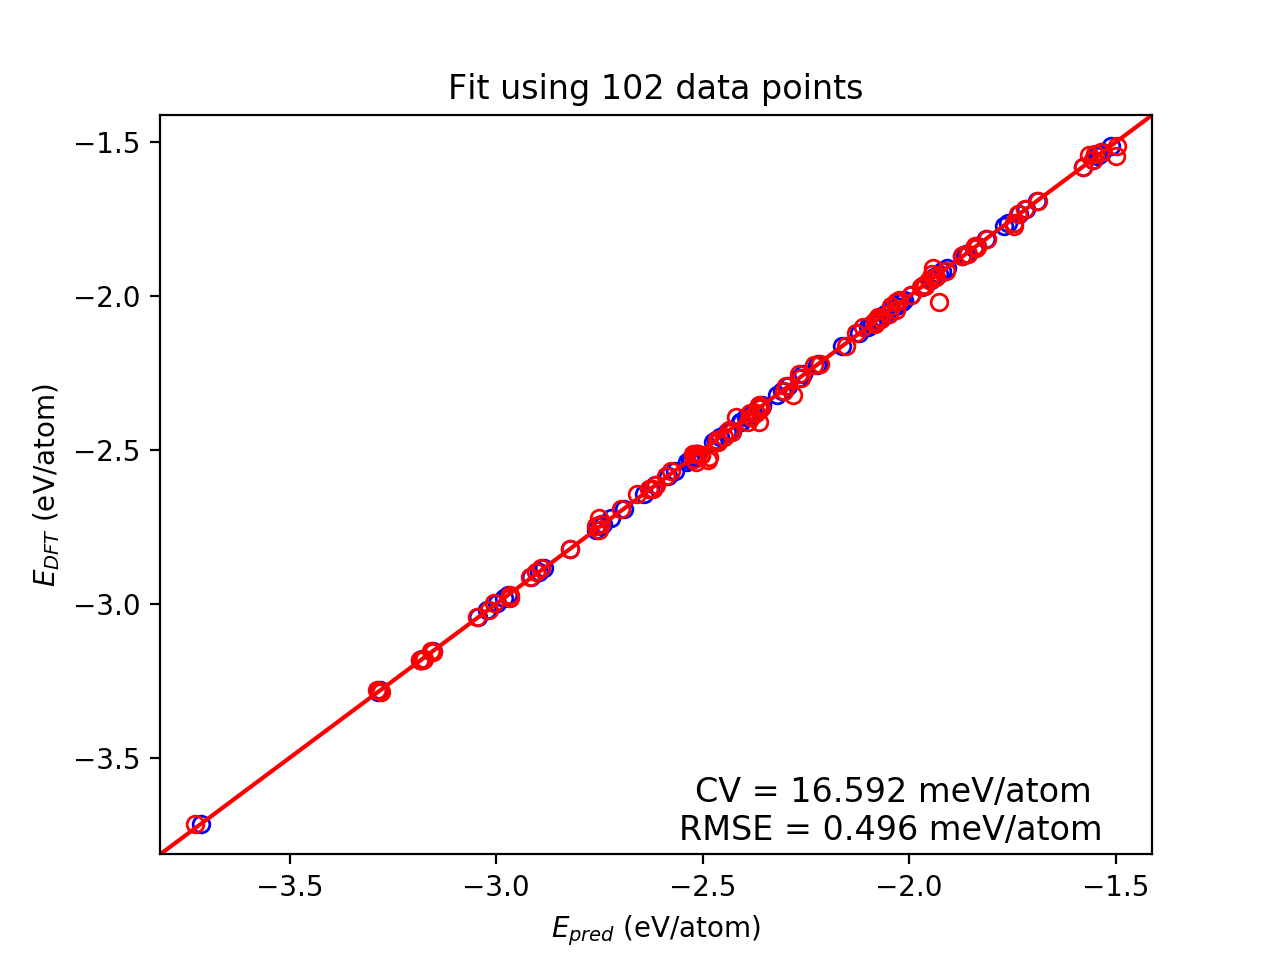 Fit using 102 data points
−1.5
−2.0
−2.5
−3.0
−3.5
E_DFT (eV/atom)
CV = 16.592 meV/atom
RMSE = 0.496 meV/atom
−3.5 −3.0 −2.5 −2.0 −1.5
E_pred (eV/atom)